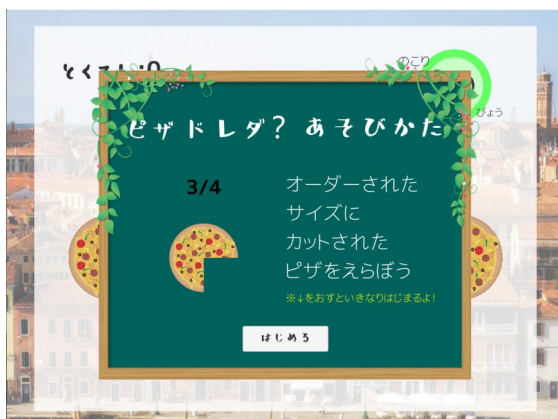 のこり
びょう
ピザドレダ? あそびかた
3/4
オーダーされた
サイズに
カットされた
ピザをえらぼう
※↓をおすといきなりはじまるよ!
はじめる